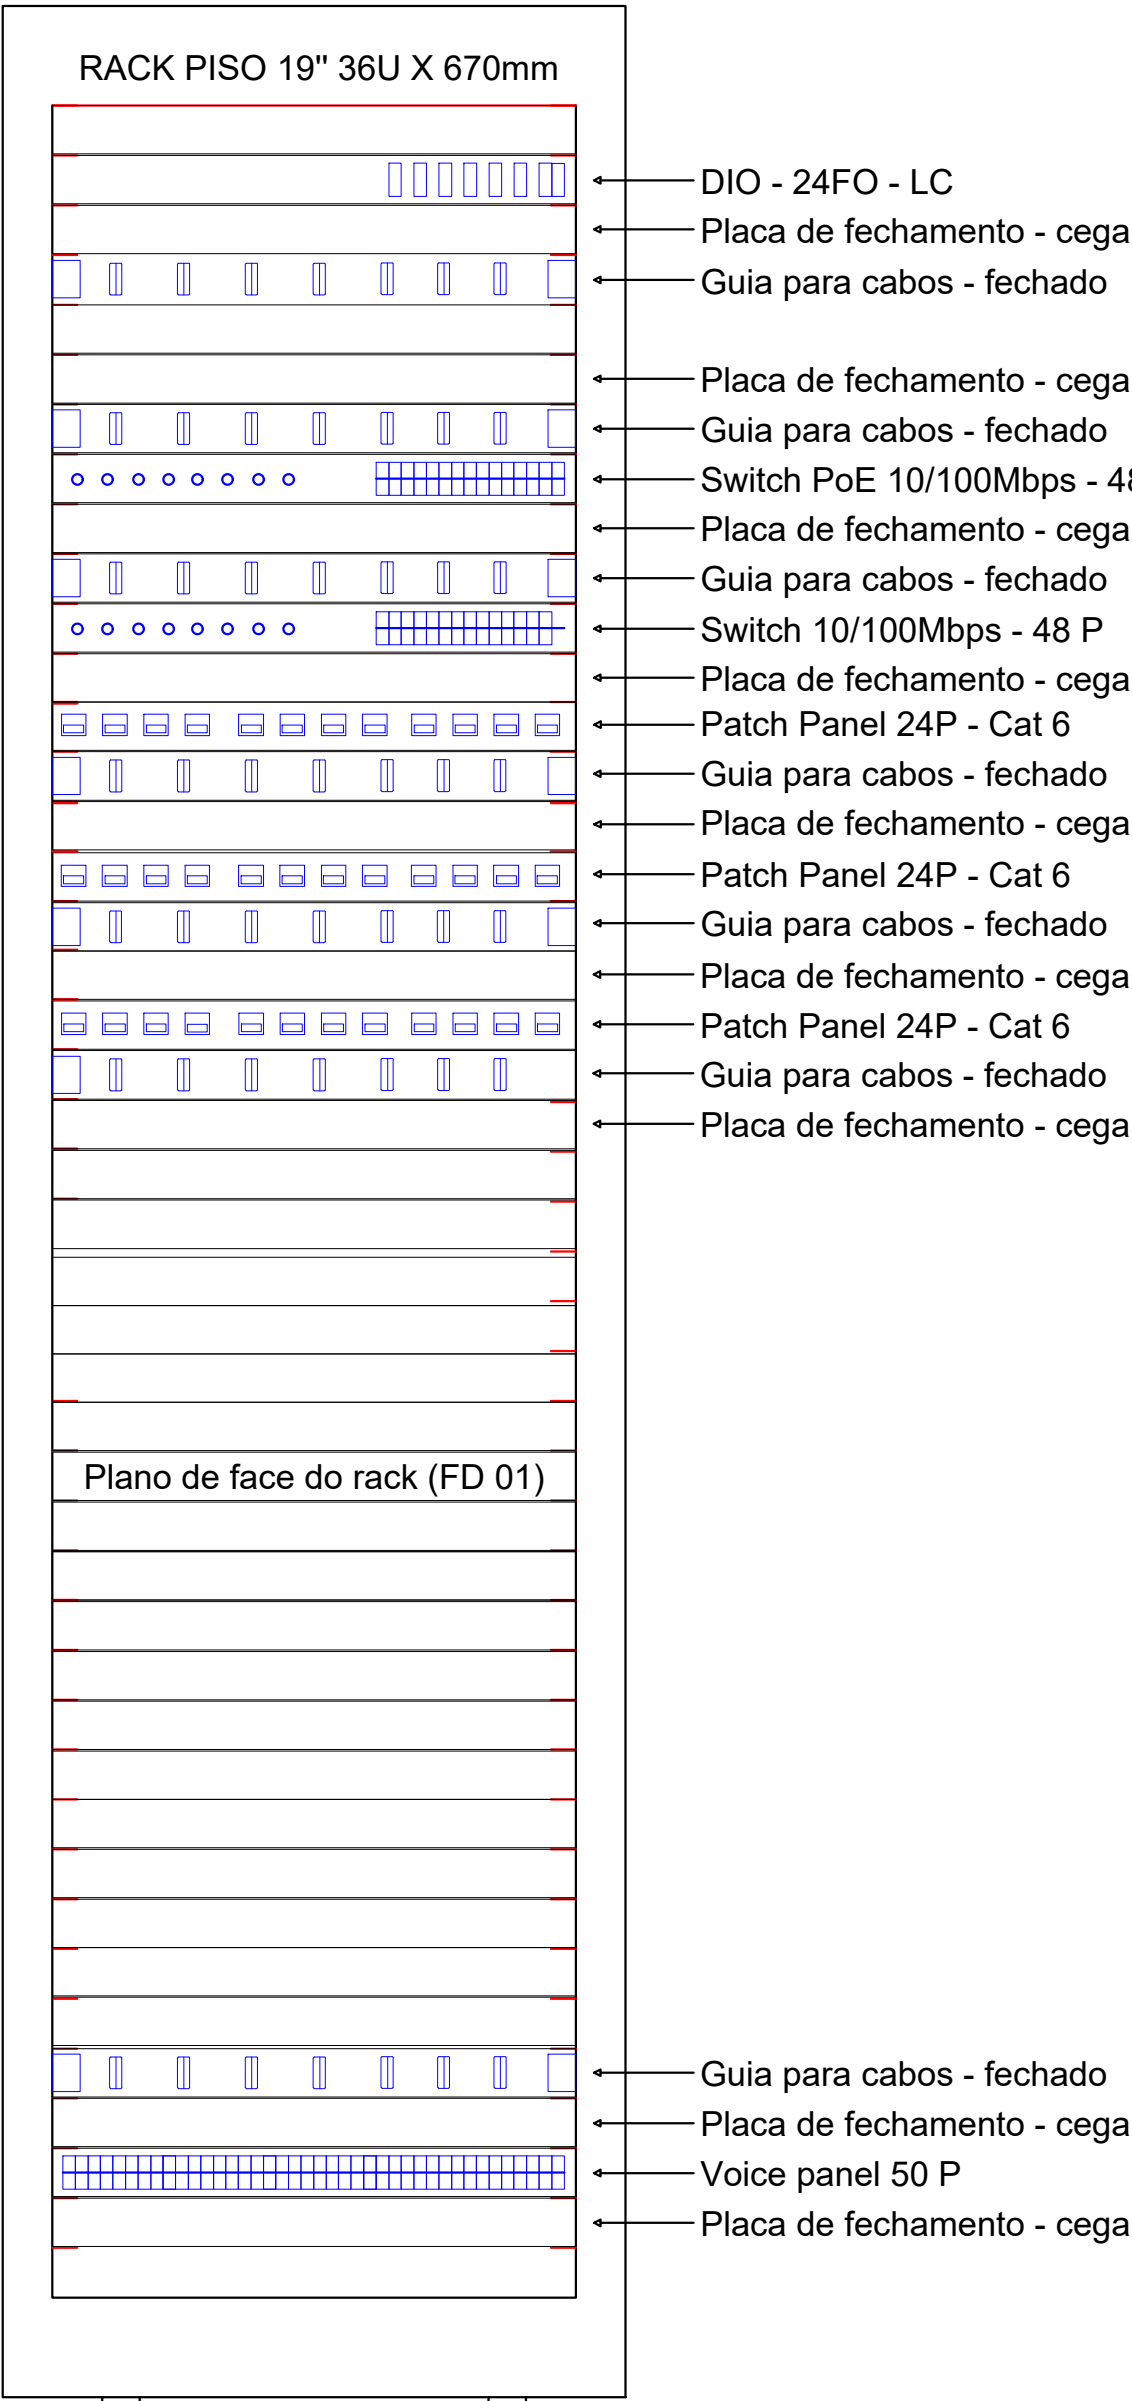 RACK PISO 19" 36U X 670mm
DIO - 24FO - LC
Placa de fechamento - cega
Guia para cabos - fechado
Placa de fechamento - cega
Guia para cabos - fechado
Switch PoE 10/100Mbps - 48
Placa de fechamento - cega
Guia para cabos - fechado
Switch 10/100Mbps - 48 P
Placa de fechamento - cega
Patch Panel 24P - Cat 6
Guia para cabos - fechado
Placa de fechamento - cega
Patch Panel 24P - Cat 6
Guia para cabos - fechado
Placa de fechamento - cega
Patch Panel 24P - Cat 6
Guia para cabos - fechado
Placa de fechamento - cega
Plano de face do rack (FD 01)
Guia para cabos - fechado
Placa de fechamento - cega
Voice panel 50 P
Placa de fechamento - cega